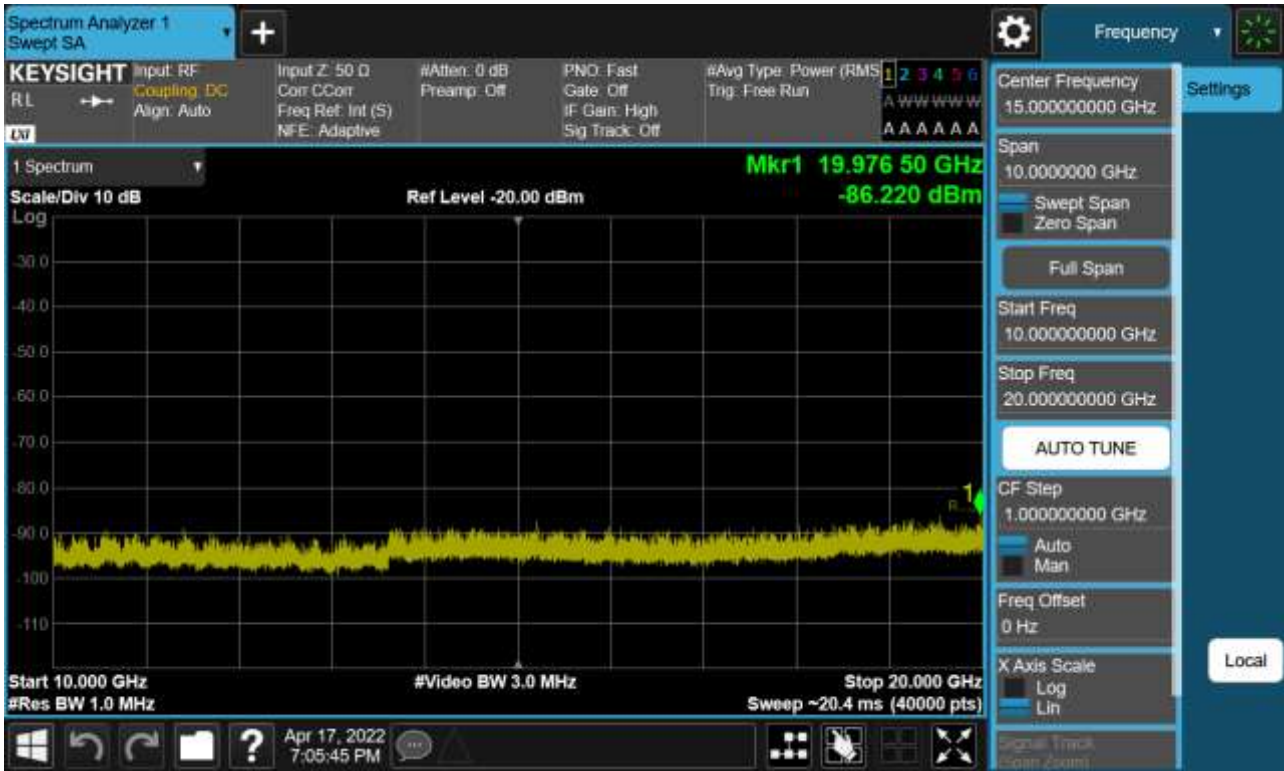 Spectrum Analyzer 1
Swept SA
+
Frequency
KEYSIGHT
RL
LXI
Input: RF
Coupling: DC
Align: Auto
Input Z: 50 Ω
Corr CCorr
Freq Ref: Int (S)
NFE: Adaptive
#Atten: 0 dB
Preamp: Off
PNO: Fast
Gate: Off
IF Gain: High
Sig Track: Off
#Avg Type: Power (RMS
Trig: Free Run
1 2 3 4 5 6
A W W W W W
A A A A A A
1 Spectrum
Mkr1 19.976 50 GHz
Scale/Div 10 dB
Ref Level -20.00 dBm
-86.220 dBm
Log
-30.0
-40.0
-50.0
-60.0
-70.0
-80.0
-90.0
-100
-110
1
Start 10.000 GHz
#Video BW 3.0 MHz
Stop 20.000 GHz
#Res BW 1.0 MHz
Sweep ~20.4 ms (40000 pts)
?
Apr 17, 2022
7:05:45 PM
Center Frequency
15.000000000 GHz
Span
10.0000000 GHz
Swept Span
Zero Span
Full Span
Start Freq
10.000000000 GHz
Stop Freq
20.000000000 GHz
AUTO TUNE
CF Step
1.000000000 GHz
Auto
Man
Freq Offset
0 Hz
X Axis Scale
Log
Lin
Signal Track
(Span Zoom)
Settings
Local